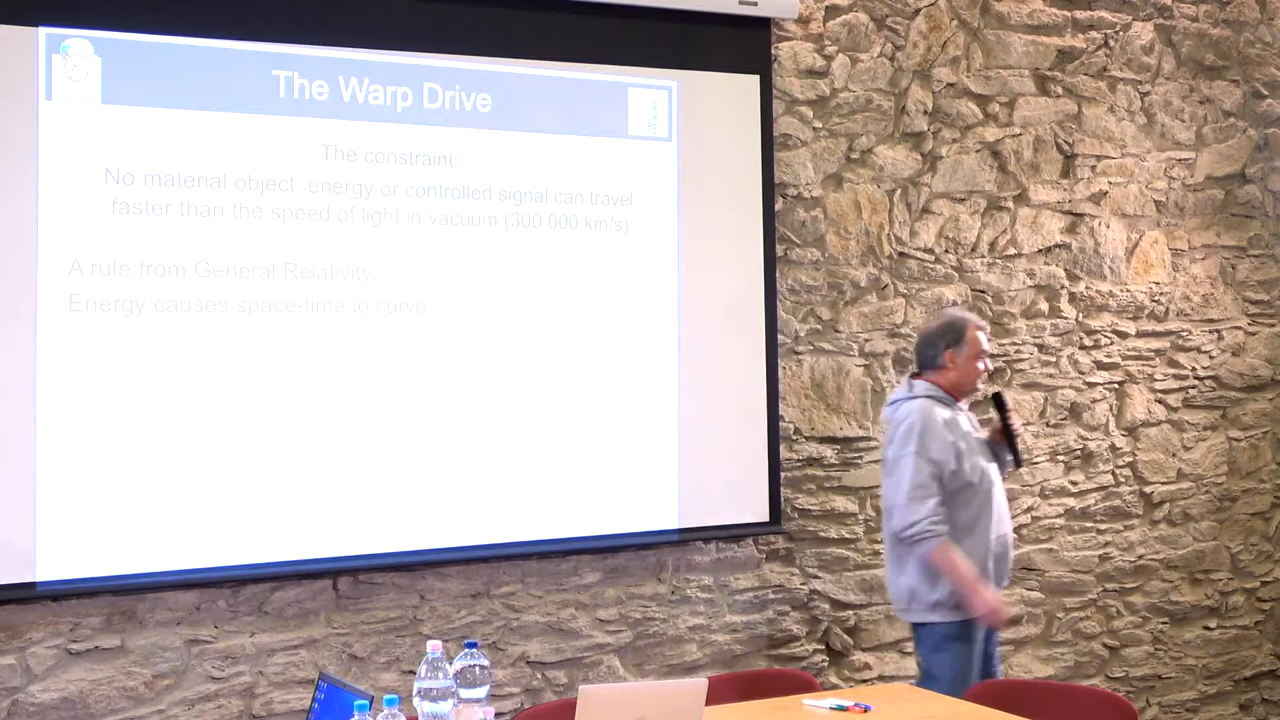 The Warp Drive
The constraint:
No material object, energy or controlled signal can travel
faster than the speed of light in vacuum (300 000 km/s)
A rule from General Relativity:
Energy causes space-time to curve